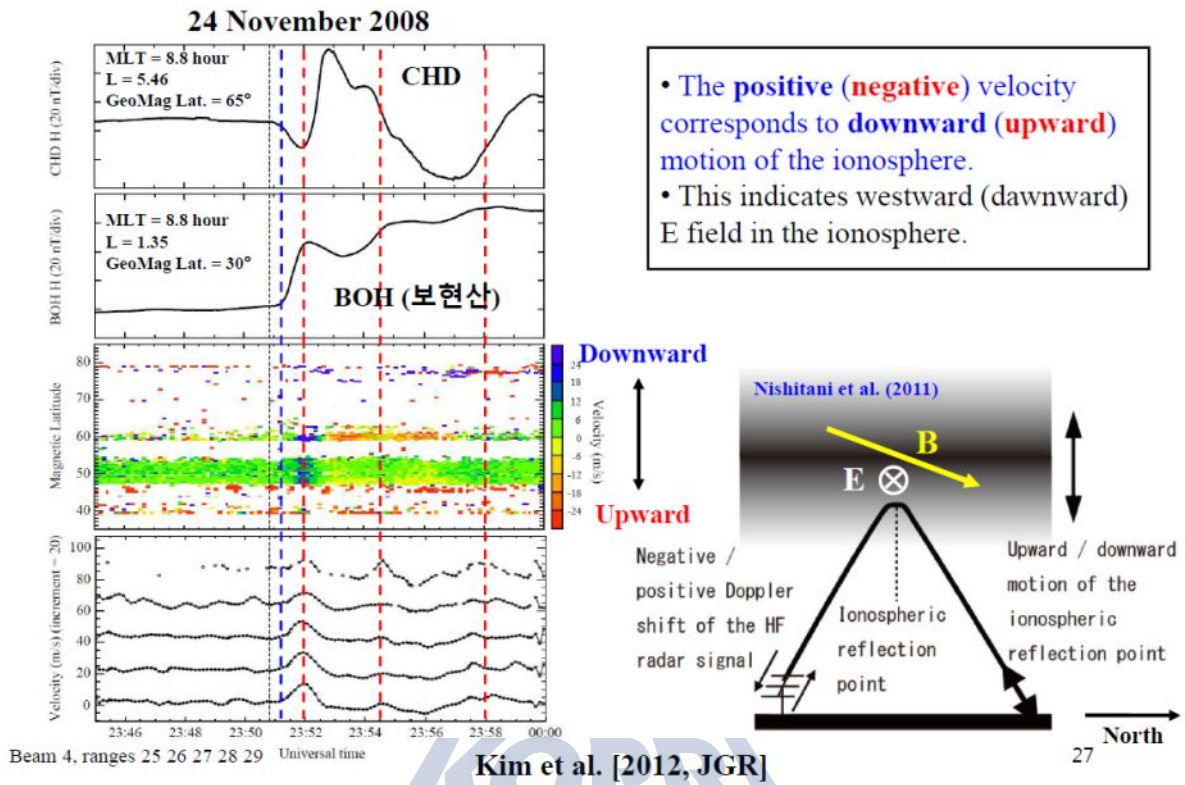 24 November 2008
MLT = 8.8 hour
L = 5.46
GeoMag Lat. = 65°
CHD
CHD H (20 nT/div)
MLT = 8.8 hour
L = 1.35
GeoMag Lat. = 30°
BOH (보현산)
BOH H (20 nT/div)
80
70
60
50
40
Magnetic Latitude
24
18
12
6
0
-6
-12
-18
-24
Velocity (m/s)
Downward
Upward
100
80
60
40
20
0
Velocity (m/s) (increment = 20)
23:46 23:48 23:50 23:52 23:54 23:56 23:58 00:00
Beam 4, ranges 25 26 27 28 29 Universal time
• The positive (negative) velocity
corresponds to downward (upward)
motion of the ionosphere.
• This indicates westward (dawnward)
E field in the ionosphere.
Nishitani et al. (2011)
B
E
Negative /
positive Doppler
shift of the HF
radar signal
Ionospheric
reflection
point
Upward / downward
motion of the
ionospheric
reflection point
North
Kim et al. [2012, JGR]
27
KOPRI